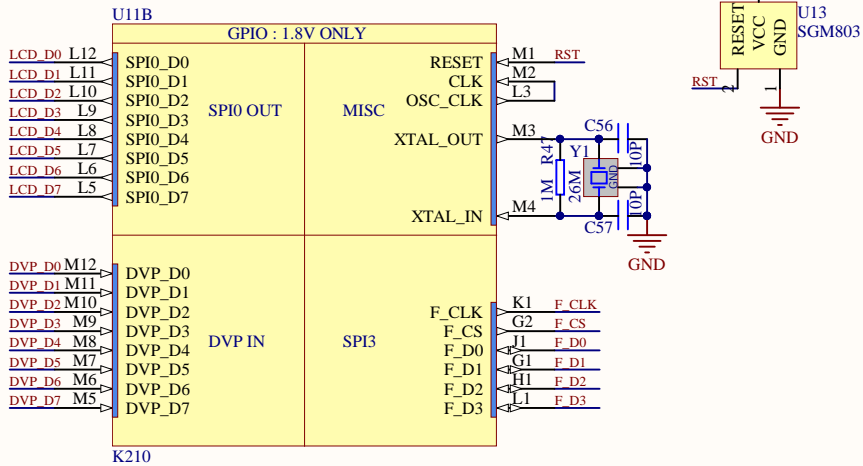 U11B
GPIO : 1.8V ONLY
LCD_D0 L12 SPI0_D0
LCD_D1 L11 SPI0_D1
LCD_D2 L10 SPI0_D2
LCD_D3 L9 SPI0_D3
LCD_D4 L8 SPI0_D4
LCD_D5 L7 SPI0_D5
LCD_D6 L6 SPI0_D6
LCD_D7 L5 SPI0_D7
SPI0 OUT
MISC
RESET M1 RST
CLK M2
OSC_CLK L3
XTAL_OUT M3
XTAL_IN M4
R47
1M
Y1
26M
GND
C56
10P
C57
10P
GND
DVP_D0 M12 DVP_D0
DVP_D1 M11 DVP_D1
DVP_D2 M10 DVP_D2
DVP_D3 M9 DVP_D3
DVP_D4 M8 DVP_D4
DVP_D5 M7 DVP_D5
DVP_D6 M6 DVP_D6
DVP_D7 M5 DVP_D7
DVP IN
SPI3
F_CLK K1 F_CLK
F_CS G2 F_CS
F_D0 J1 F_D0
F_D1 G1 F_D1
F_D2 H1 F_D2
F_D3 L1 F_D3
K210
U13
SGM803
RESET
VCC
GND
RST 2
1
GND